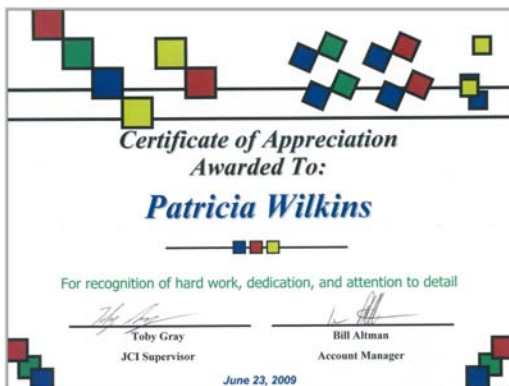 Certificate of Appreciation
Awarded To:
Patricia Wilkins
For recognition of hard work, dedication, and attention to detail
Toby Gray
Bill Altman
JCI Supervisor
Account Manager
June 23, 2009